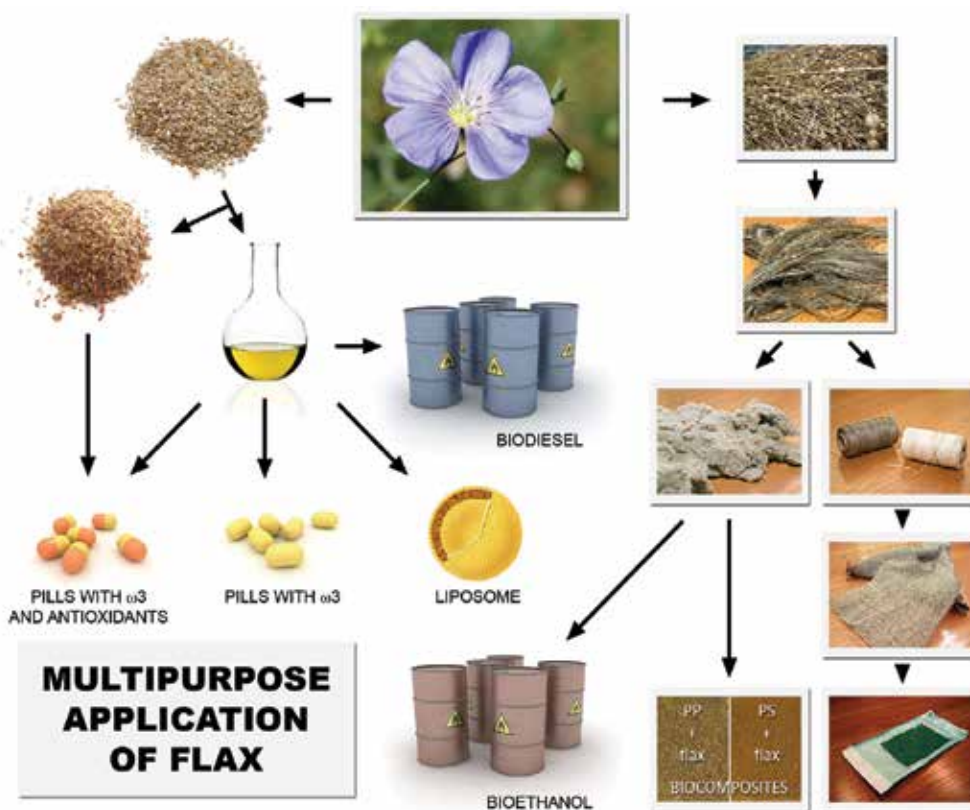 BIODIESEL
PILLS WITH ω3
AND ANTIOXIDANTS
PILLS WITH ω3
LIPOSOME
MULTIPURPOSE
APPLICATION
OF FLAX
BIOETHANOL
PP
+
flax
PS
+
flax
BIOCOMPOSITES